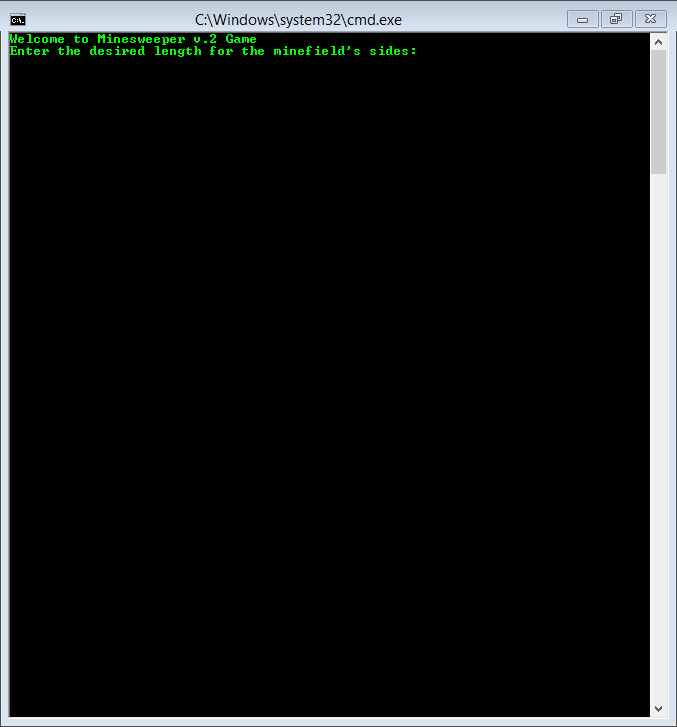 C:\Windows\system32\cmd.exe
Welcome to Minesweeper v.2 Game
Enter the desired length for the minefield's sides: